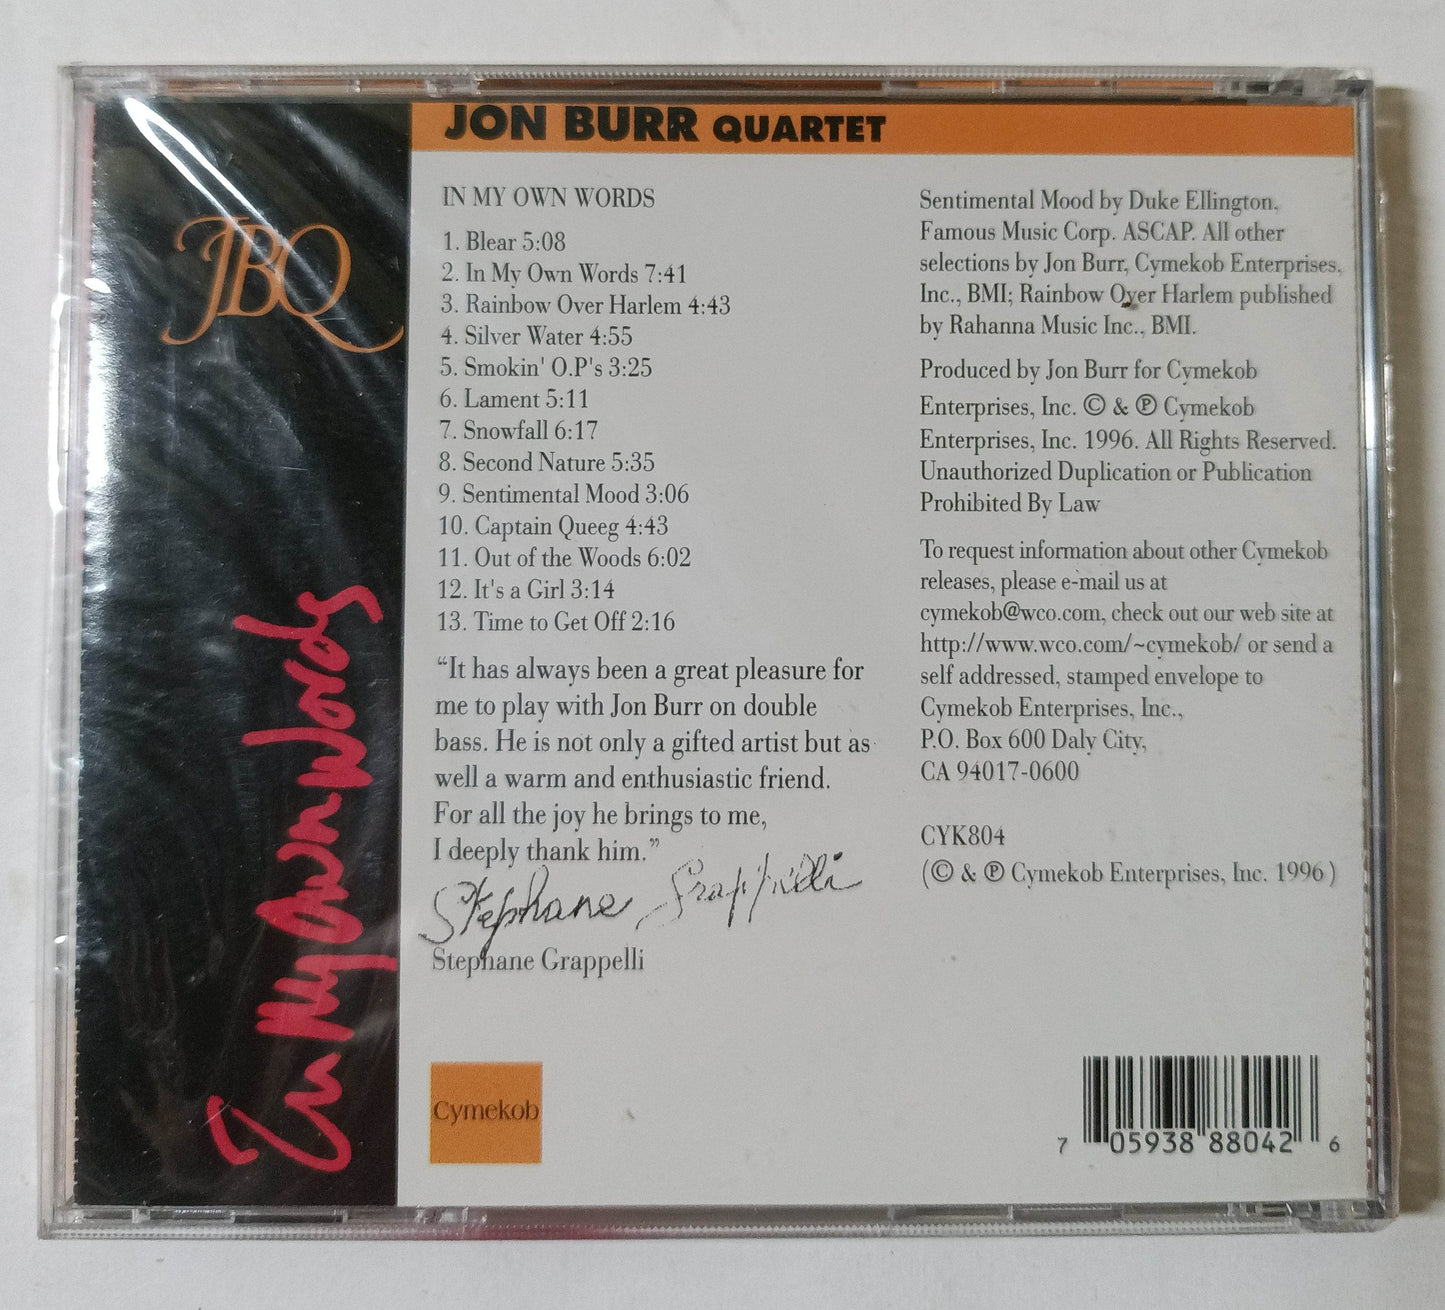 JON BURR QUARTET
JBQ
In My Own Words
IN MY OWN WORDS
1. Blear 5:08
2. In My Own Words 7:41
3. Rainbow Over Harlem 4:43
4. Silver Water 4:55
5. Smokin' O.P's 3:25
6. Lament 5:11
7. Snowfall 6:17
8. Second Nature 5:35
9. Sentimental Mood 3:06
10. Captain Queeg 4:43
11. Out of the Woods 6:02
12. It's a Girl 3:14
13. Time to Get Off 2:16
“It has always been a great pleasure for
me to play with Jon Burr on double
bass. He is not only a gifted artist but as
well a warm and enthusiastic friend.
For all the joy he brings to me,
I deeply thank him.”
Stephane Grappelli
Stephane Grappelli
Cymekob
Sentimental Mood by Duke Ellington,
Famous Music Corp. ASCAP. All other
selections by Jon Burr, Cymekob Enterprises,
Inc., BMI; Rainbow Over Harlem published
by Rahanna Music Inc., BMI.
Produced by Jon Burr for Cymekob
Enterprises, Inc. © & ℗ Cymekob
Enterprises, Inc. 1996. All Rights Reserved.
Unauthorized Duplication or Publication
Prohibited By Law
To request information about other Cymekob
releases, please e-mail us at
cymekob@wco.com, check out our web site at
http://www.wco.com/~cymekob/ or send a
self addressed, stamped envelope to
Cymekob Enterprises, Inc.,
P.O. Box 600 Daly City,
CA 94017-0600
CYK804
(© & ℗ Cymekob Enterprises, Inc. 1996)
7 05938 88042 6